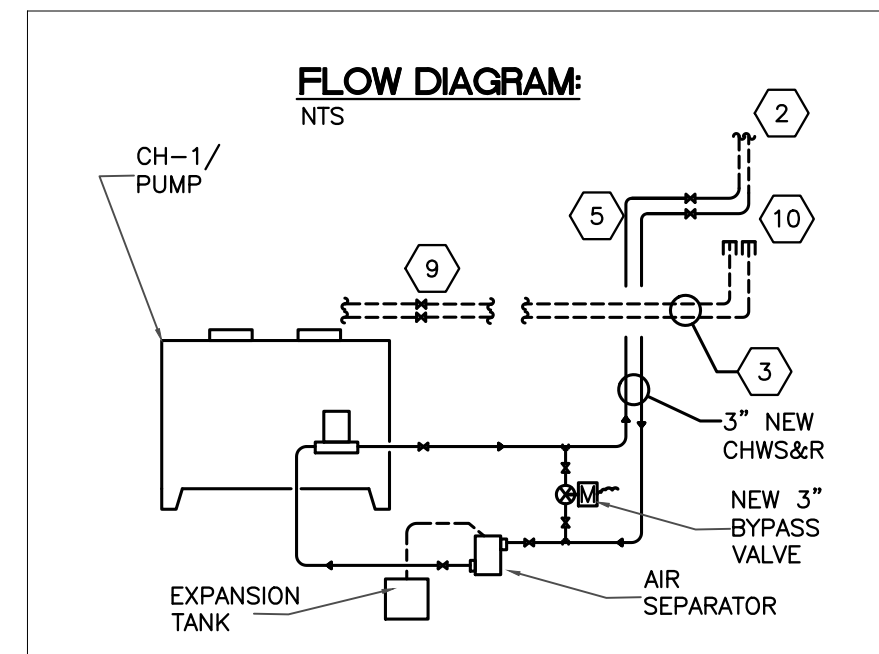 FLOW DIAGRAM:
NTS
2
CH-1/
PUMP
5
10
9
3
3" NEW
CHWS&R
M
NEW 3"
BYPASS
VALVE
AIR
SEPARATOR
EXPANSION
TANK